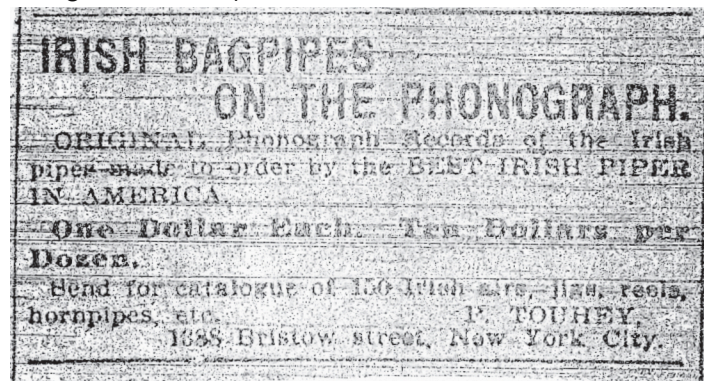 IRISH BAGPIPES
ON THE PHONOGRAPH.
ORIGINAL Phonograph Records of the Irish
pipes made to order by the BEST IRISH PIPER
IN AMERICA.
One Dollar Each. Ten Dollars per
Dozen.
Send for catalogue of 150 Irish airs, jigs, reels,
hornpipes, etc. P. TOUHEY,
1388 Bristow street, New York City.